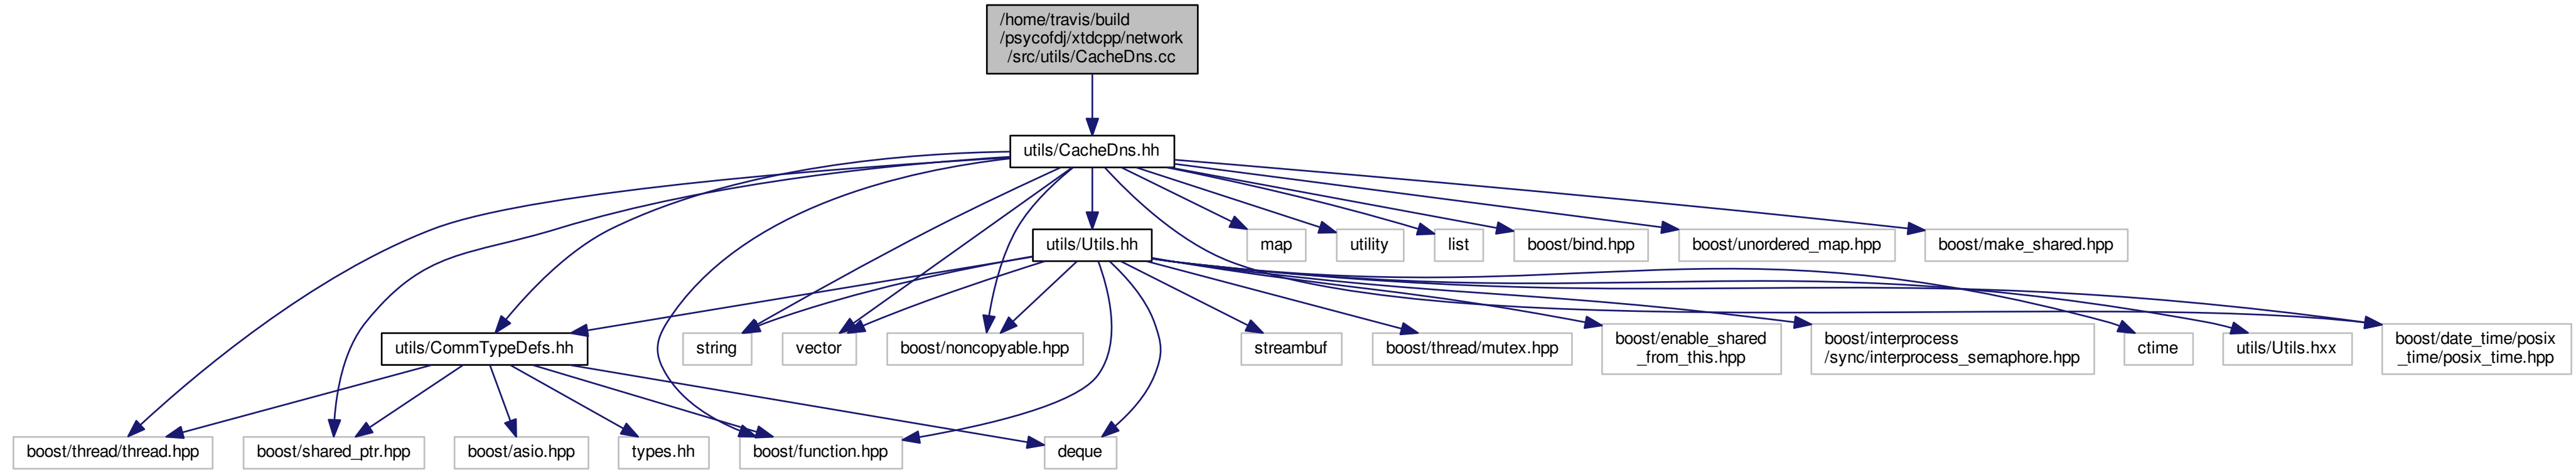 /home/travis/build
/psycofdj/xtdcpp/network
/src/utils/CacheDns.cc
utils/CacheDns.hh
utils/Utils.hh
map
utility
list
boost/bind.hpp
boost/unordered_map.hpp
boost/make_shared.hpp
utils/CommTypeDefs.hh
string
vector
boost/noncopyable.hpp
streambuf
boost/thread/mutex.hpp
boost/enable_shared
_from_this.hpp
boost/interprocess
/sync/interprocess_semaphore.hpp
ctime
utils/Utils.hxx
boost/date_time/posix
_time/posix_time.hpp
boost/thread/thread.hpp
boost/shared_ptr.hpp
boost/asio.hpp
types.hh
boost/function.hpp
deque